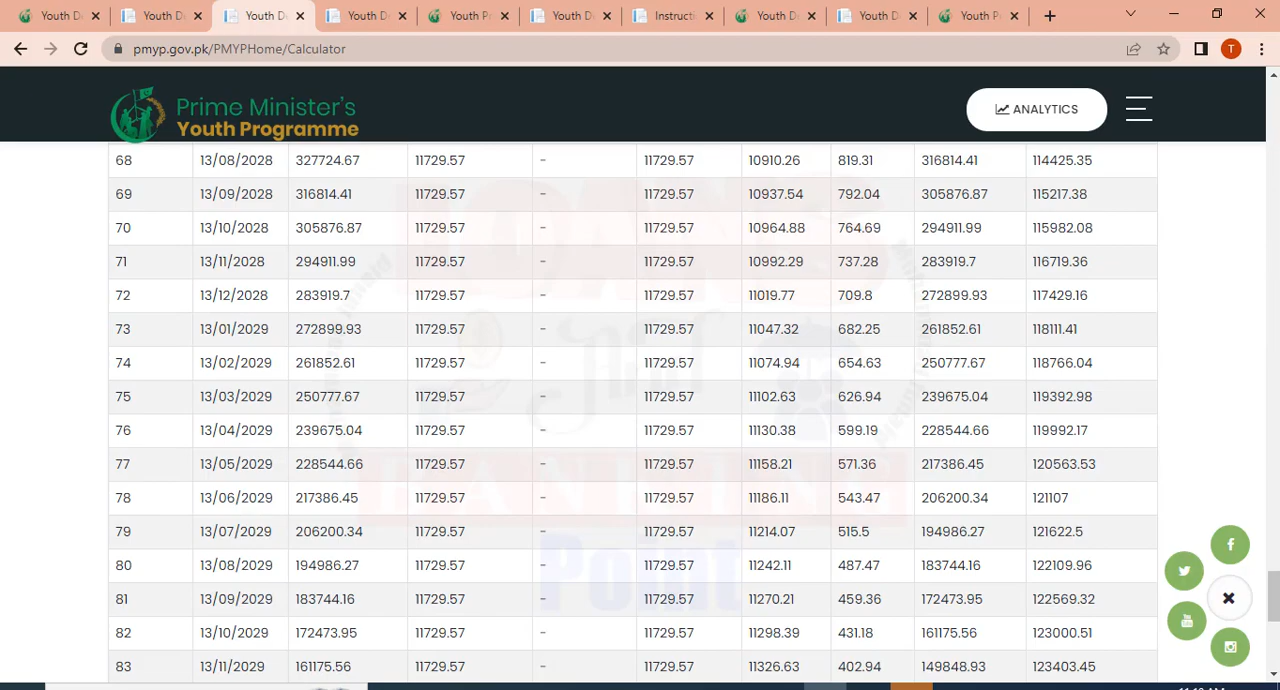 Youth D
Youth D
Youth D
Youth D
Youth P
Youth D
Instructi
Youth D
Youth D
Youth P
pmyp.gov.pk/PMYPHome/Calculator
T
Prime Minister's
Youth Programme
ANALYTICS
68 13/08/2028 327724.67 11729.57 - 11729.57 10910.26 819.31 316814.41 114425.35
69 13/09/2028 316814.41 11729.57 - 11729.57 10937.54 792.04 305876.87 115217.38
70 13/10/2028 305876.87 11729.57 - 11729.57 10964.88 764.69 294911.99 115982.08
71 13/11/2028 294911.99 11729.57 - 11729.57 10992.29 737.28 283919.7 116719.36
72 13/12/2028 283919.7 11729.57 - 11729.57 11019.77 709.8 272899.93 117429.16
73 13/01/2029 272899.93 11729.57 - 11729.57 11047.32 682.25 261852.61 118111.41
74 13/02/2029 261852.61 11729.57 - 11729.57 11074.94 654.63 250777.67 118766.04
75 13/03/2029 250777.67 11729.57 - 11729.57 11102.63 626.94 239675.04 119392.98
76 13/04/2029 239675.04 11729.57 - 11729.57 11130.38 599.19 228544.66 119992.17
77 13/05/2029 228544.66 11729.57 - 11729.57 11158.21 571.36 217386.45 120563.53
78 13/06/2029 217386.45 11729.57 - 11729.57 11186.11 543.47 206200.34 121107
79 13/07/2029 206200.34 11729.57 - 11729.57 11214.07 515.5 194986.27 121622.5
80 13/08/2029 194986.27 11729.57 - 11729.57 11242.11 487.47 183744.16 122109.96
81 13/09/2029 183744.16 11729.57 - 11729.57 11270.21 459.36 172473.95 122569.32
82 13/10/2029 172473.95 11729.57 - 11729.57 11298.39 431.18 161175.56 123000.51
83 13/11/2029 161175.56 11729.57 - 11729.57 11326.63 402.94 149848.93 123403.45
LOANS
And
BANKING
Point